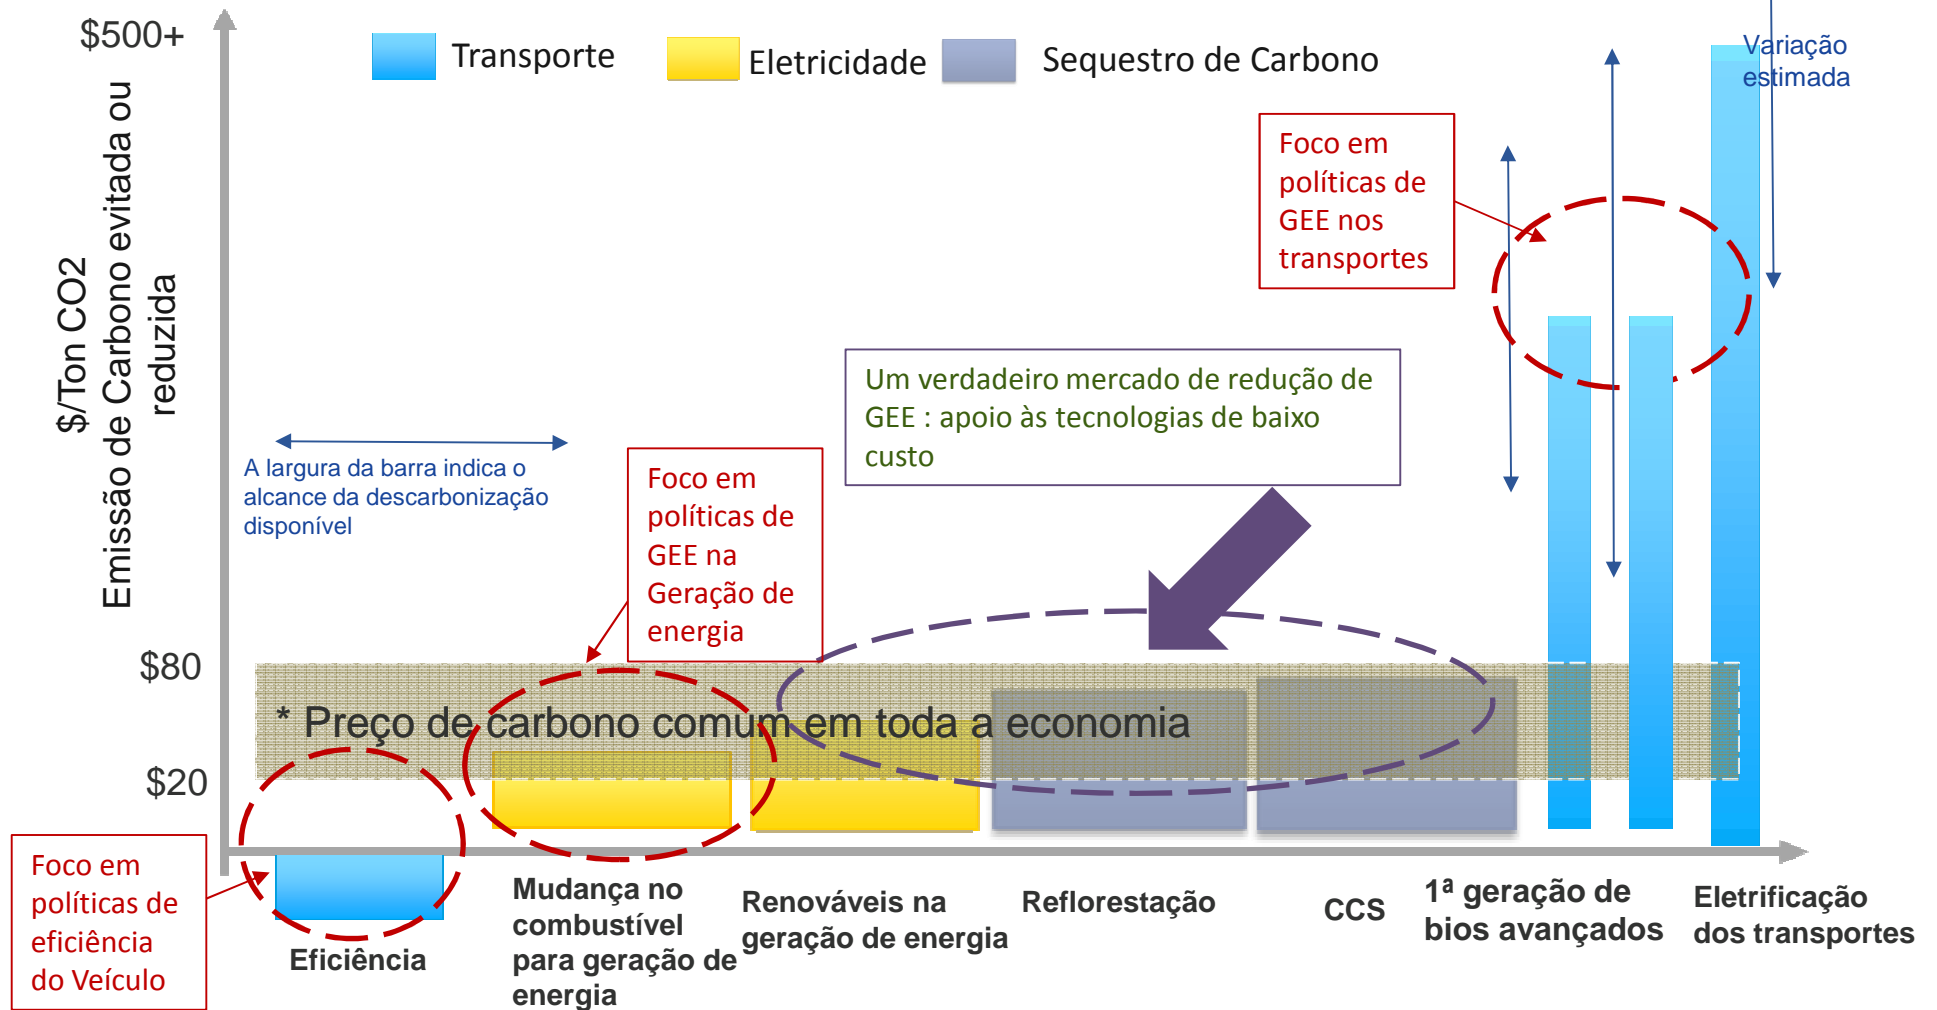 $500+
Transporte
Eletricidade
Sequestro de Carbono
Variação
estimada
$/Ton CO2
Emissão de Carbono evitada ou
reduzida
Foco em
políticas de
GEE nos
transportes
Um verdadeiro mercado de redução de
GEE : apoio às tecnologias de baixo
custo
A largura da barra indica o
alcance da descarbonização
disponível
Foco em
políticas de
GEE na
Geração de
energia
$80
* Preço de carbono comum em toda a economia
$20
Foco em
políticas de
eficiência
do Veículo
Eficiência
Mudança no
combustível
para geração de
energia
Renováveis na
geração de energia
Reflorestação
CCS
1ª geração de
bios avançados
Eletrificação
dos transportes